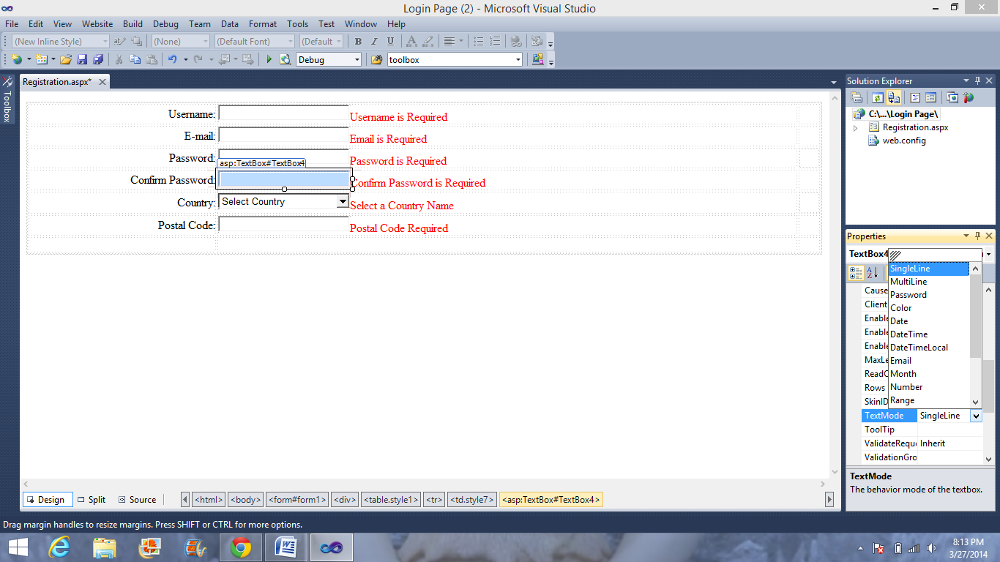 Login Page (2) - Microsoft Visual Studio
File Edit View Website Build Debug Team Data Format Tools Test Window Help
(New Inline Style) (None) (Default Font) (Default B I U A
Debug toolbox
Registration.aspx*
Toolbox
Username: Username is Required
E-mail: Email is Required
Password: Password is Required
asp:TextBox#TextBox4
Confirm Password: Confirm Password is Required
Country: Select Country Select a Country Name
Postal Code: Postal Code Required
Design Split Source <html> <body> <form#form1> <div> <table.style1> <tr> <td.style7> <asp:TextBox#TextBox4>
Solution Explorer
C:\...\Login Page\
Registration.aspx
web.config
Properties
TextBox4
SingleLine
MultiLine
Password
Color
Date
DateTime
DateTimeLocal
Email
Month
Number
Range
Cause
Client
Enable
Enable
Enable
MaxLe
ReadO
Rows
SkinID
TextMode SingleLine
ToolTip
ValidateRequ Inherit
ValidationGro
TextMode
The behavior mode of the textbox.
Drag margin handles to resize margins. Press SHIFT or CTRL for more options.
8:13 PM
3/27/2014